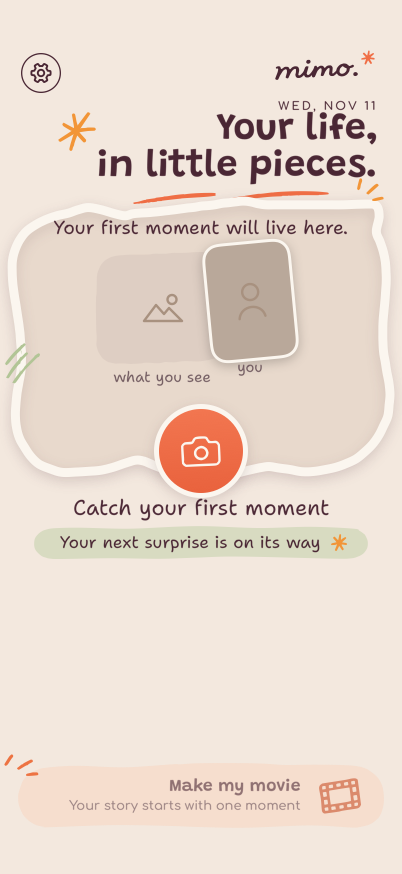 mimo.
WED, NOV 11
Your life,
in little pieces.
Your first moment will live here.
what you see
you
Catch your first moment
Your next surprise is on its way
Make my movie
Your story starts with one moment